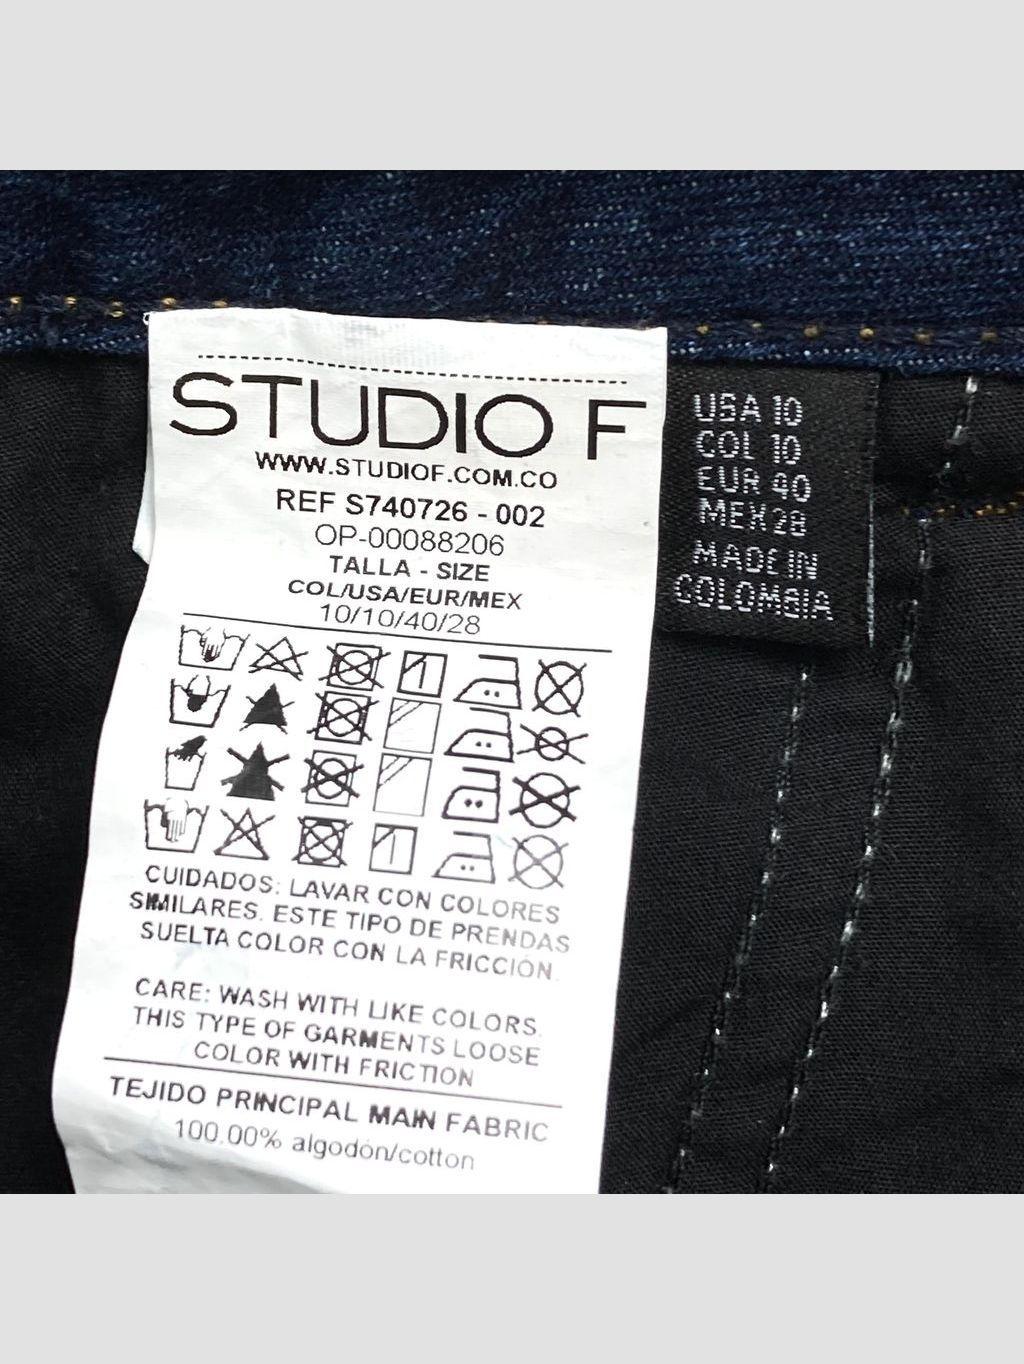 STUDIO F
WWW.STUDIOF.COM.CO
REF S740726 - 002
OP-00088206
TALLA - SIZE
COL/USA/EUR/MEX
10/10/40/28
CUIDADOS: LAVAR CON COLORES
SIMILARES. ESTE TIPO DE PRENDAS
SUELTA COLOR CON LA FRICCIÓN.
CARE: WASH WITH LIKE COLORS.
THIS TYPE OF GARMENTS LOOSE
COLOR WITH FRICTION
TEJIDO PRINCIPAL MAIN FABRIC
100.00% algodón/cotton
USA 10
COL 10
EUR 40
MEX 28
MADE IN
COLOMBIA